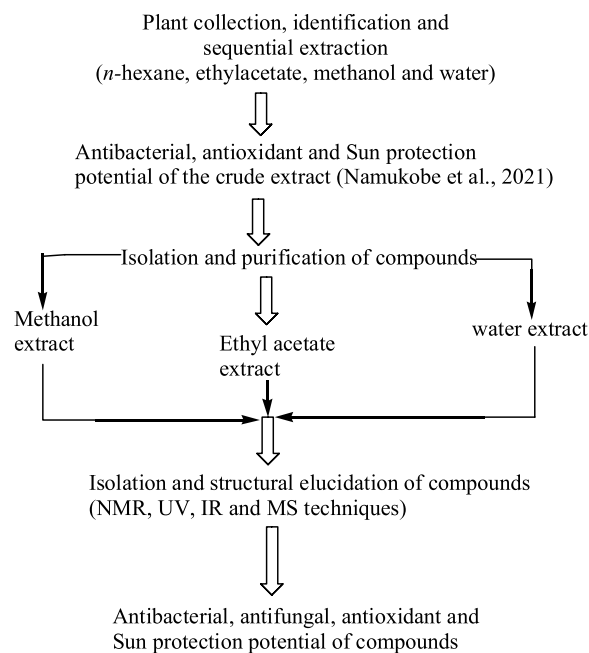 Plant collection, identification and
sequential extraction
(n-hexane, ethylacetate, methanol and water)
Antibacterial, antioxidant and Sun protection
potential of the crude extract (Namukobe et al., 2021)
Isolation and purification of compounds
Methanol
extract
Ethyl acetate
extract
water extract
Isolation and structural elucidation of compounds
(NMR, UV, IR and MS techniques)
Antibacterial, antifungal, antioxidant and
Sun protection potential of compounds